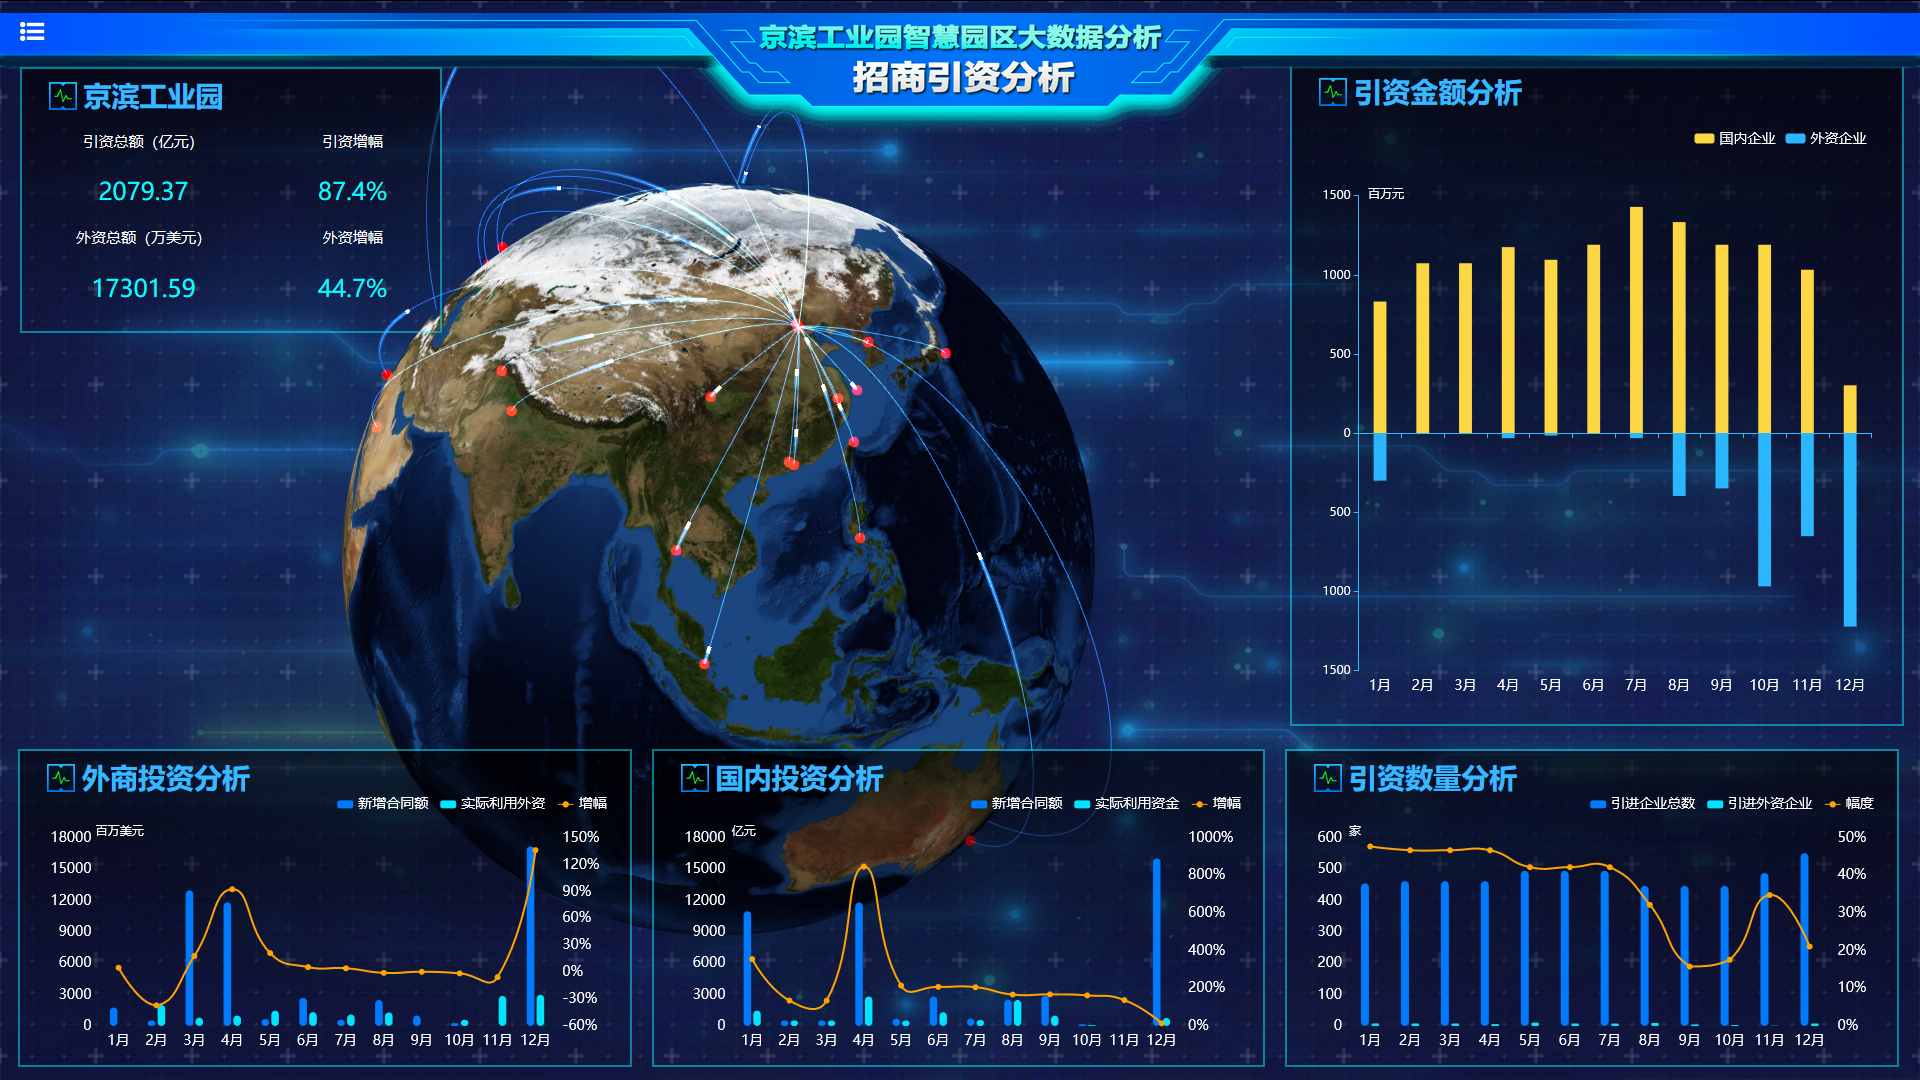 京滨工业园智慧园区大数据分析
招商引资分析
京滨工业园
引资总额（亿元） 引资增幅
2079.37 87.4%
外资总额（万美元） 外资增幅
17301.59 44.7%
引资金额分析
国内企业 外资企业
百万元
1500
1000
500
0
500
1000
1500
1月 2月 3月 4月 5月 6月 7月 8月 9月 10月 11月 12月
外商投资分析
新增合同额 实际利用外资 增幅
百万美元
18000 150%
15000 120%
12000 90%
9000 60%
6000 30%
3000 0%
0 -30%
-60%
1月 2月 3月 4月 5月 6月 7月 8月 9月 10月 11月 12月
国内投资分析
新增合同额 实际利用资金 增幅
亿元
18000 1000%
15000 800%
12000 600%
9000 400%
6000 200%
3000 0%
0
1月 2月 3月 4月 5月 6月 7月 8月 9月 10月 11月 12月
引资数量分析
引进企业总数 引进外资企业 幅度
家
600 50%
500 40%
400 30%
300 20%
200 10%
100 0%
0
1月 2月 3月 4月 5月 6月 7月 8月 9月 10月 11月 12月